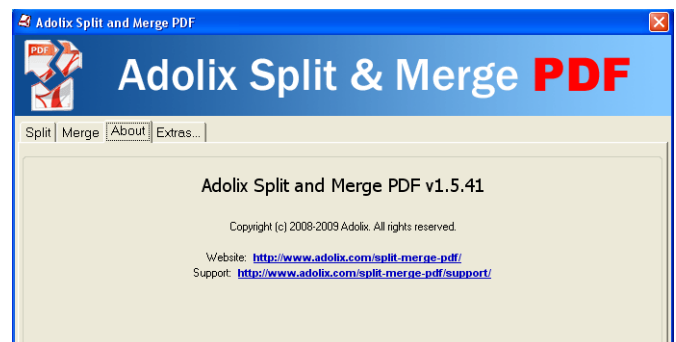 Adolix Split and Merge PDF
PDF
Adolix Split & Merge PDF
Split Merge About Extras...
Adolix Split and Merge PDF v1.5.41
Copyright (c) 2008-2009 Adolix. All rights reserved.
Website: http://www.adolix.com/split-merge-pdf/
Support: http://www.adolix.com/split-merge-pdf/support/